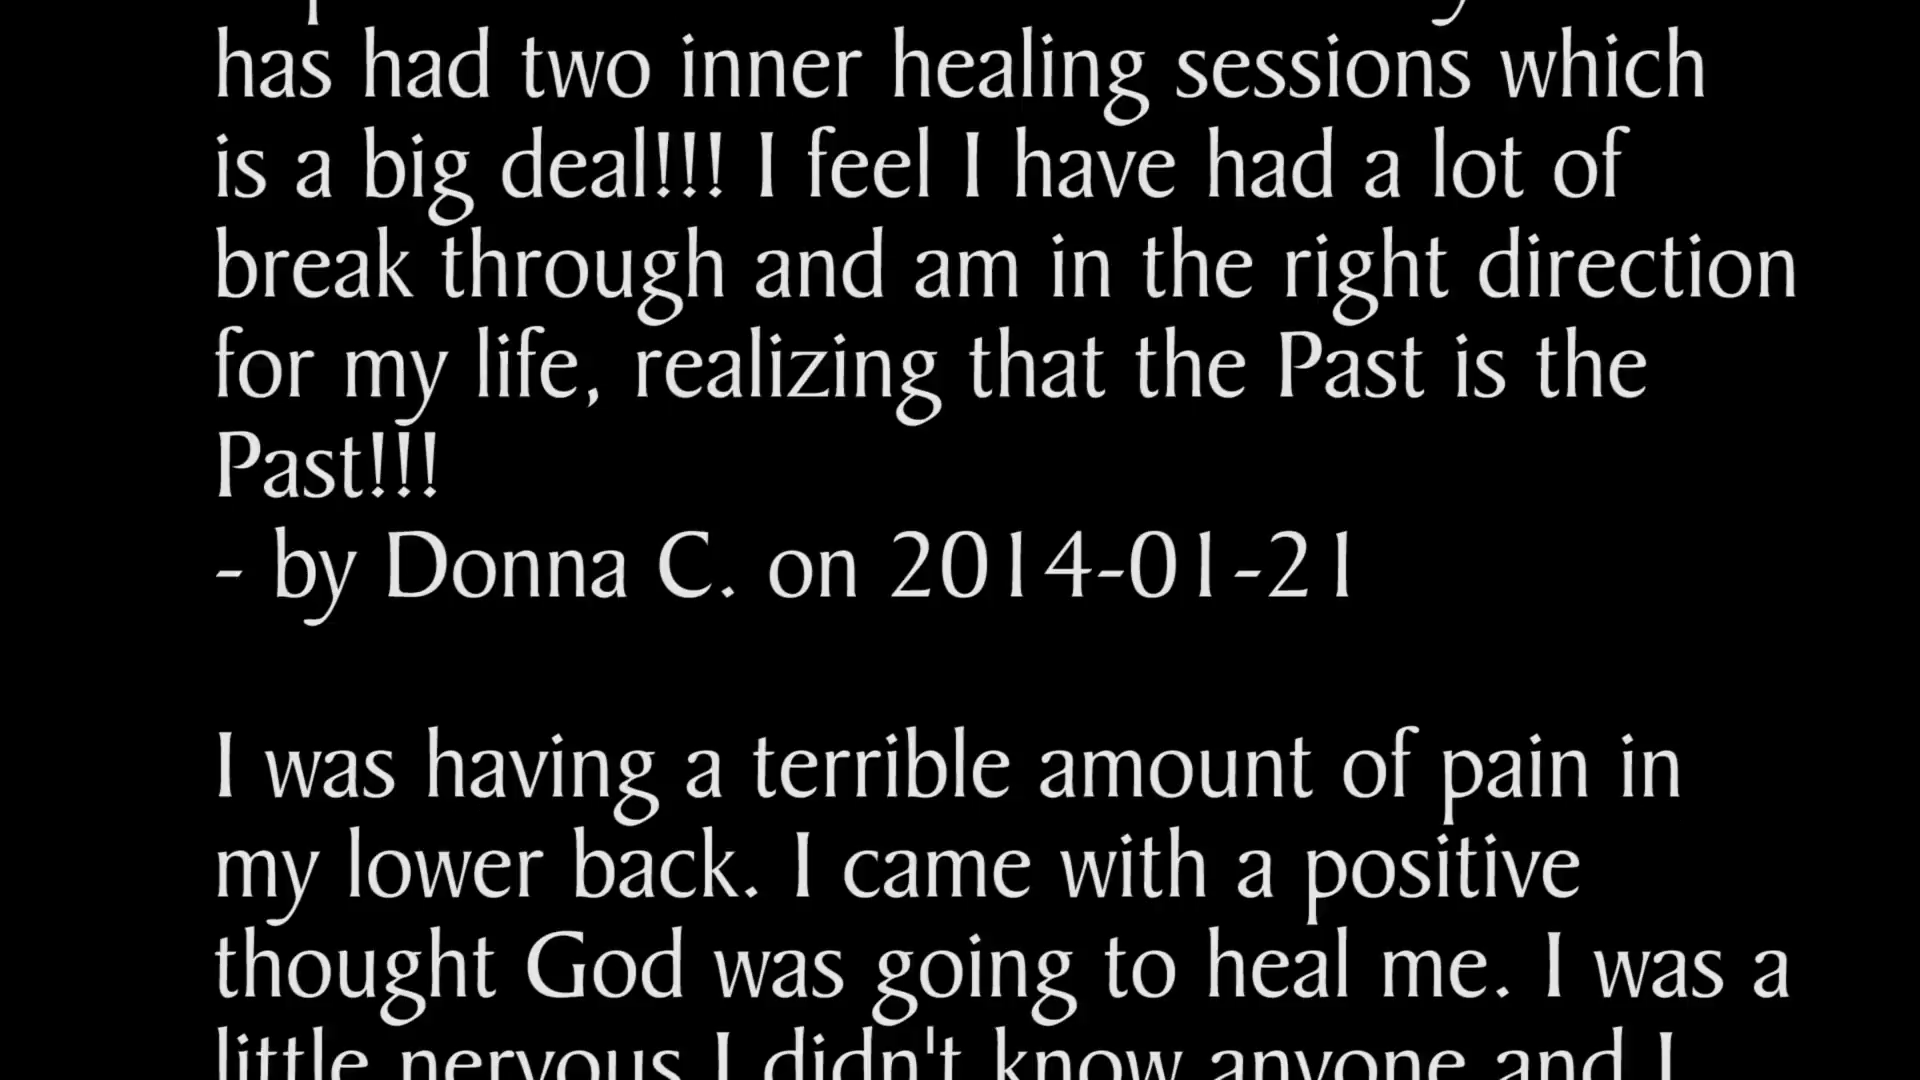 has had two inner healing sessions which
is a big deal!!! I feel I have had a lot of
break through and am in the right direction
for my life, realizing that the Past is the
Past!!!
- by Donna C. on 2014-01-21
I was having a terrible amount of pain in
my lower back. I came with a positive
thought God was going to heal me. I was a
little nervous I didn't know anyone and I